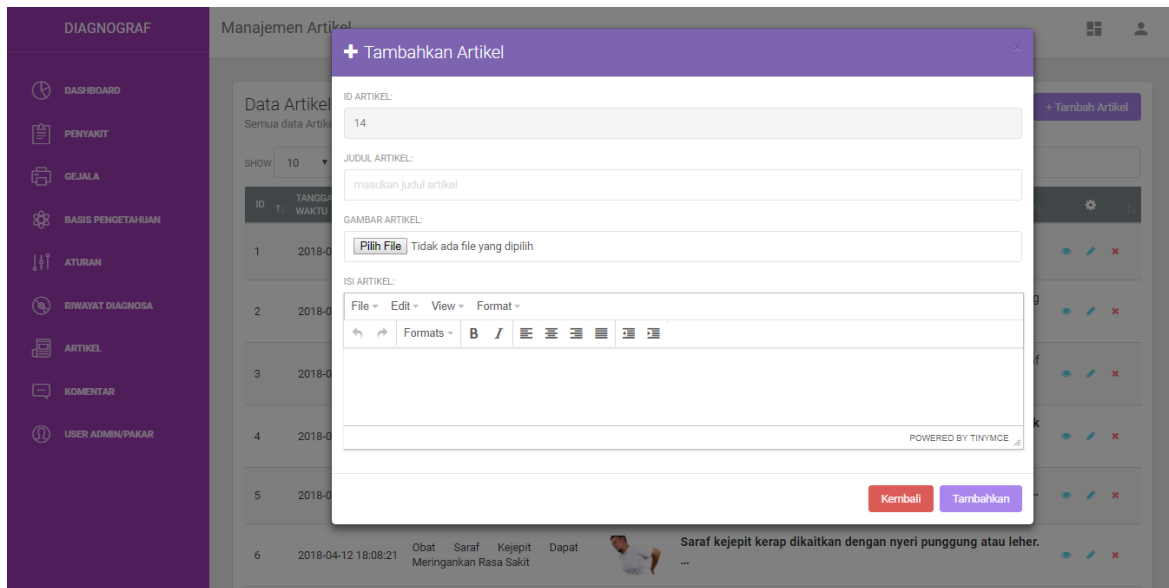 DIAGNOGRAF
Manajemen Artikel
DASHBOARD
PENYAKIT
GEJALA
BASIS PENGETAHUAN
ATURAN
RIWAYAT DIAGNOSA
ARTIKEL
KOMENTAR
USER ADMIN/PAKAR
Data Artikel
Semua data Artike
+ Tambah Artikel
SHOW 10
ID TANGGA
WAKTU
1 2018-0
2 2018-0 g
3 2018-0 f
4 2018-0 k
5 2018-0
6 2018-04-12 18:08:21 Obat Saraf Kejepit Dapat Saraf kejepit kerap dikaitkan dengan nyeri punggung atau leher.
Meringankan Rasa Sakit ...
+ Tambahkan Artikel ×
ID ARTIKEL:
14
JUDUL ARTIKEL:
masukan judul artikel
GAMBAR ARTIKEL:
Pilih File Tidak ada file yang dipilih
ISI ARTIKEL:
File Edit View Format
Formats B I
POWERED BY TINYMCE
Kembali Tambahkan